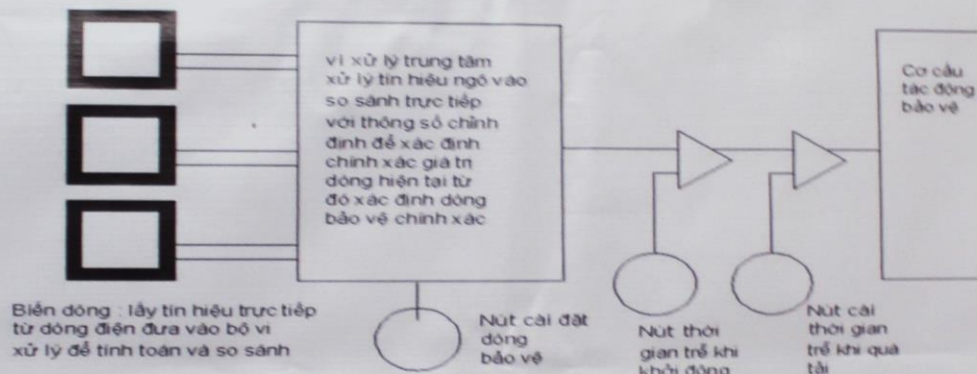 vi xử lý trung tâm
xử lý tín hiệu ngõ vào
so sánh trực tiếp
với thông số chỉnh
định để xác định
chính xác giá trị
dòng hiện tại từ
đó xác định dòng
bảo vệ chính xác
Cơ cấu
tác động
bảo vệ
Biến dòng : lấy tín hiệu trực tiếp
từ dòng điện đưa vào bộ vi
xử lý để tính toán và so sánh
Nút cài đặt
dòng
bảo vệ
Nút thời
gian trễ khi
khởi động
Nút cài
thời gian
trễ khi quá
tải